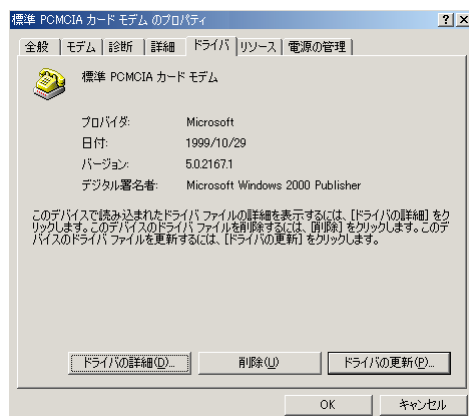 標準 PCMCIA カード モデム のプロパティ
全般 モデム 診断 詳細 ドライバ リソース 電源の管理
標準 PCMCIA カード モデム
プロバイダ: Microsoft
日付: 1999/10/29
バージョン: 5.0.2167.1
デジタル署名者: Microsoft Windows 2000 Publisher
このデバイスで読み込まれたドライバ ファイルの詳細を表示するには、[ドライバの詳細] をク
リックします。このデバイスのドライバ ファイルを削除するには、[削除] をクリックします。このデ
バイスのドライバ ファイルを更新するには、[ドライバの更新] をクリックします。
ドライバの詳細(D)... 削除(U) ドライバの更新(P)...
OK キャンセル